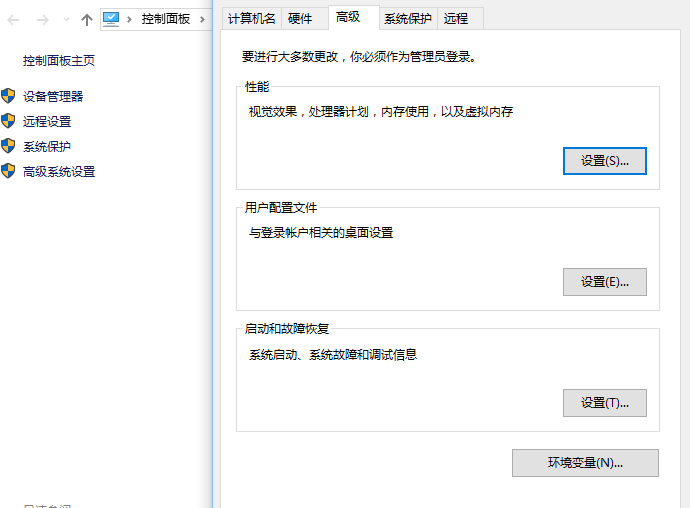 控制面板
控制面板主页
设备管理器
远程设置
系统保护
高级系统设置
计算机名
硬件
高级
系统保护
远程
要进行大多数更改，你必须作为管理员登录。
性能
视觉效果，处理器计划，内存使用，以及虚拟内存
设置(S)...
用户配置文件
与登录帐户相关的桌面设置
设置(E)...
启动和故障恢复
系统启动、系统故障和调试信息
设置(T)...
环境变量(N)...